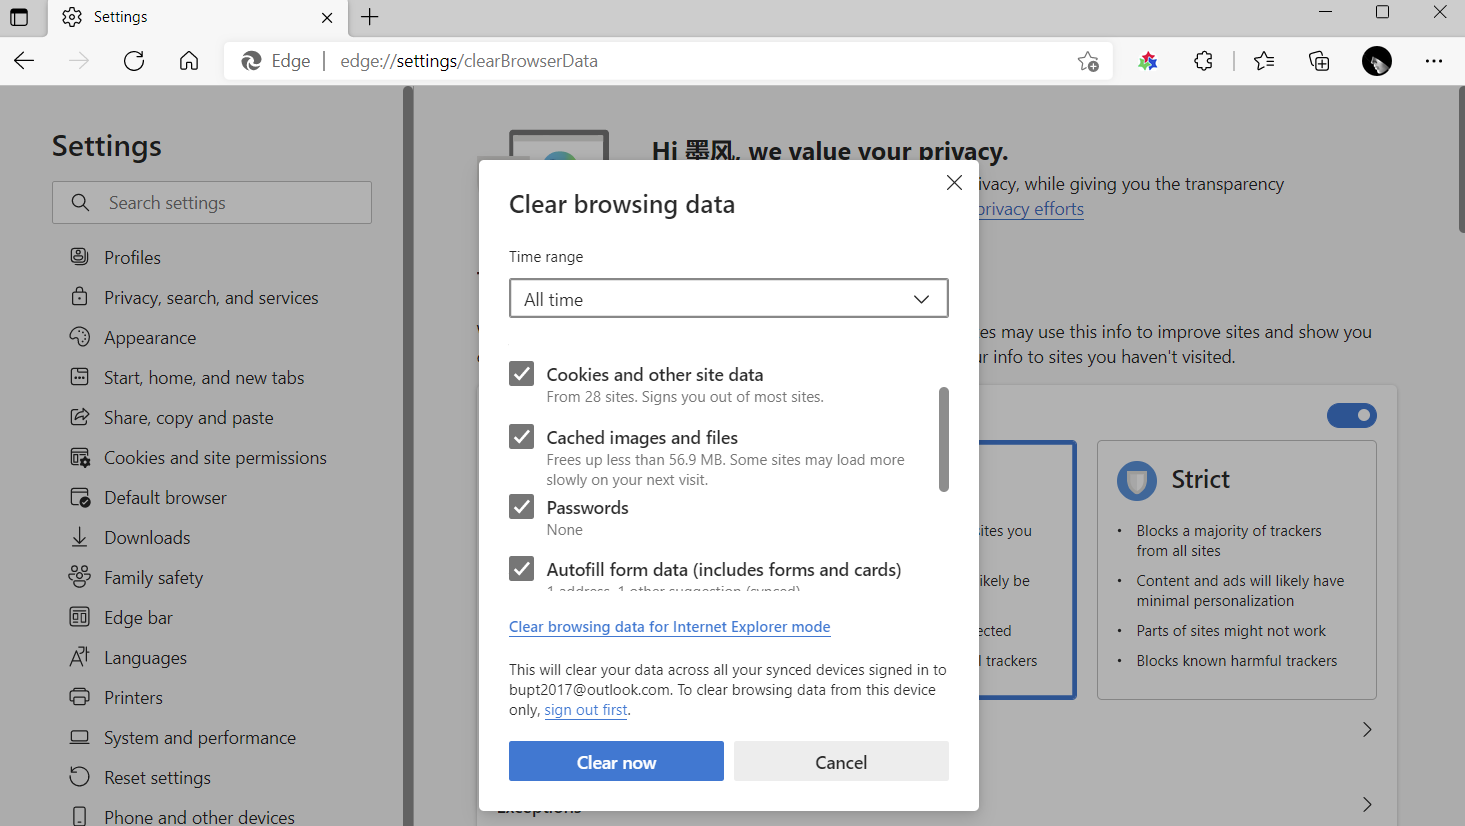 Settings
Edge
edge://settings/clearBrowserData
Settings
Search settings
Profiles
Privacy, search, and services
Appearance
Start, home, and new tabs
Share, copy and paste
Cookies and site permissions
Default browser
Downloads
Family safety
Edge bar
Languages
Printers
System and performance
Reset settings
Phone and other devices
Hi 墨风, we value your privacy.
ivacy, while giving you the transparency
privacy efforts
es may use this info to improve sites and show you
r info to sites you haven't visited.
Clear browsing data
Time range
All time
Cookies and other site data
From 28 sites. Signs you out of most sites.
Cached images and files
Frees up less than 56.9 MB. Some sites may load more
slowly on your next visit.
Passwords
None
Autofill form data (includes forms and cards)
1 address, 1 other suggestion (synced)
Clear browsing data for Internet Explorer mode
This will clear your data across all your synced devices signed in to
bupt2017@outlook.com. To clear browsing data from this device
only, sign out first.
Clear now
Cancel
ites you
ikely be
ected
l trackers
Strict
• Blocks a majority of trackers
from all sites
• Content and ads will likely have
minimal personalization
• Parts of sites might not work
• Blocks known harmful trackers
Exceptions